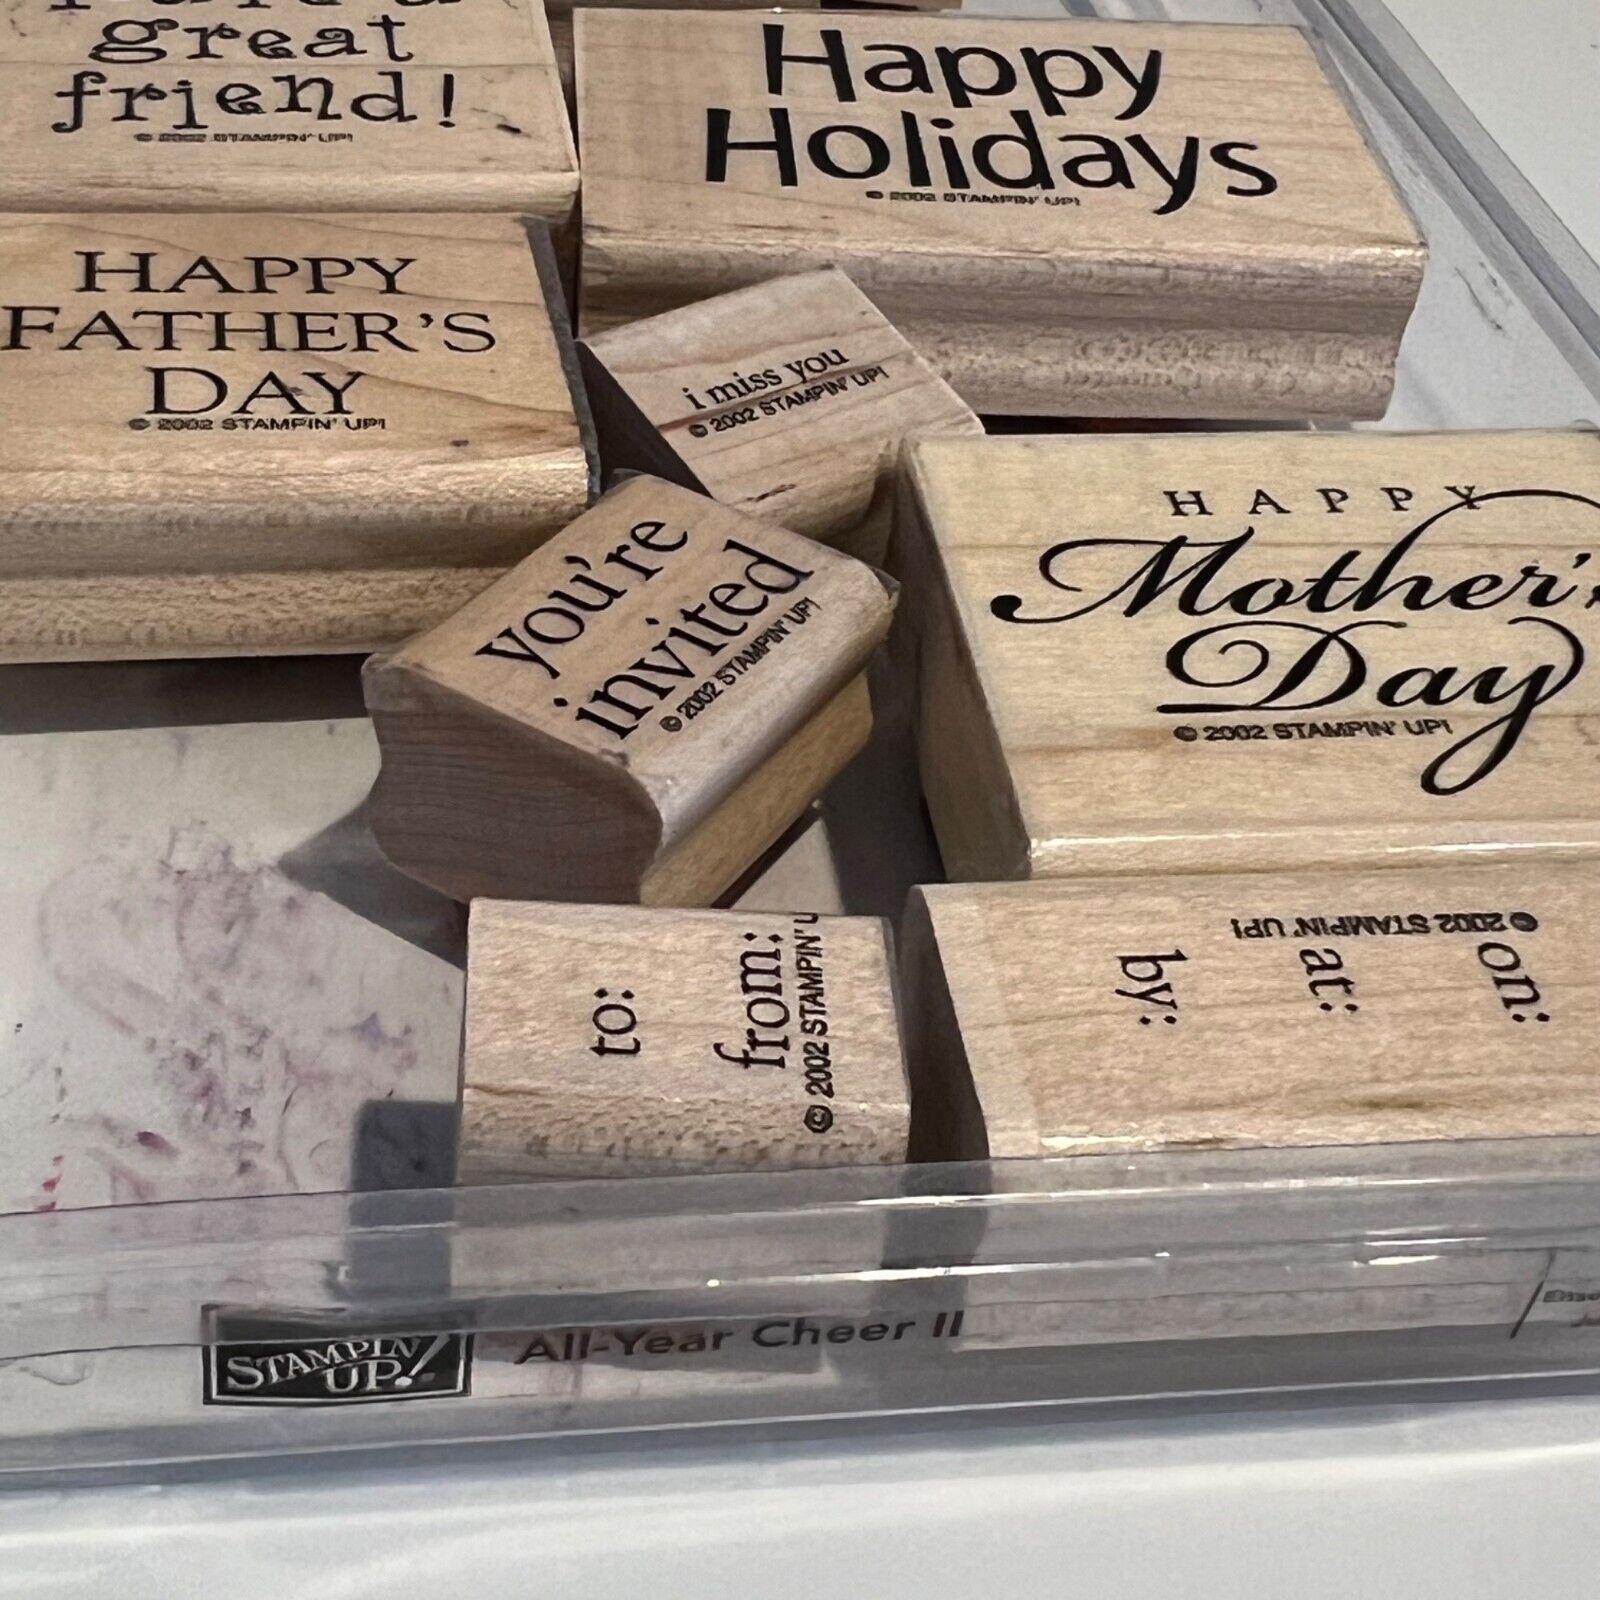 great
friend!
© 2002 STAMPIN' UP!
Happy
Holidays
© 2002 STAMPIN' UP!
HAPPY
FATHER'S
DAY
© 2002 STAMPIN' UP!
i miss you
© 2002 STAMPIN' UP!
you're
invited
© 2002 STAMPIN' UP!
HAPPY
Mother's
Day
© 2002 STAMPIN' UP!
to:
from:
© 2002 STAMPIN' U
© 2002 STAMPIN' UP!
on:
at:
by:
STAMPIN'
UP!
All-Year Cheer II